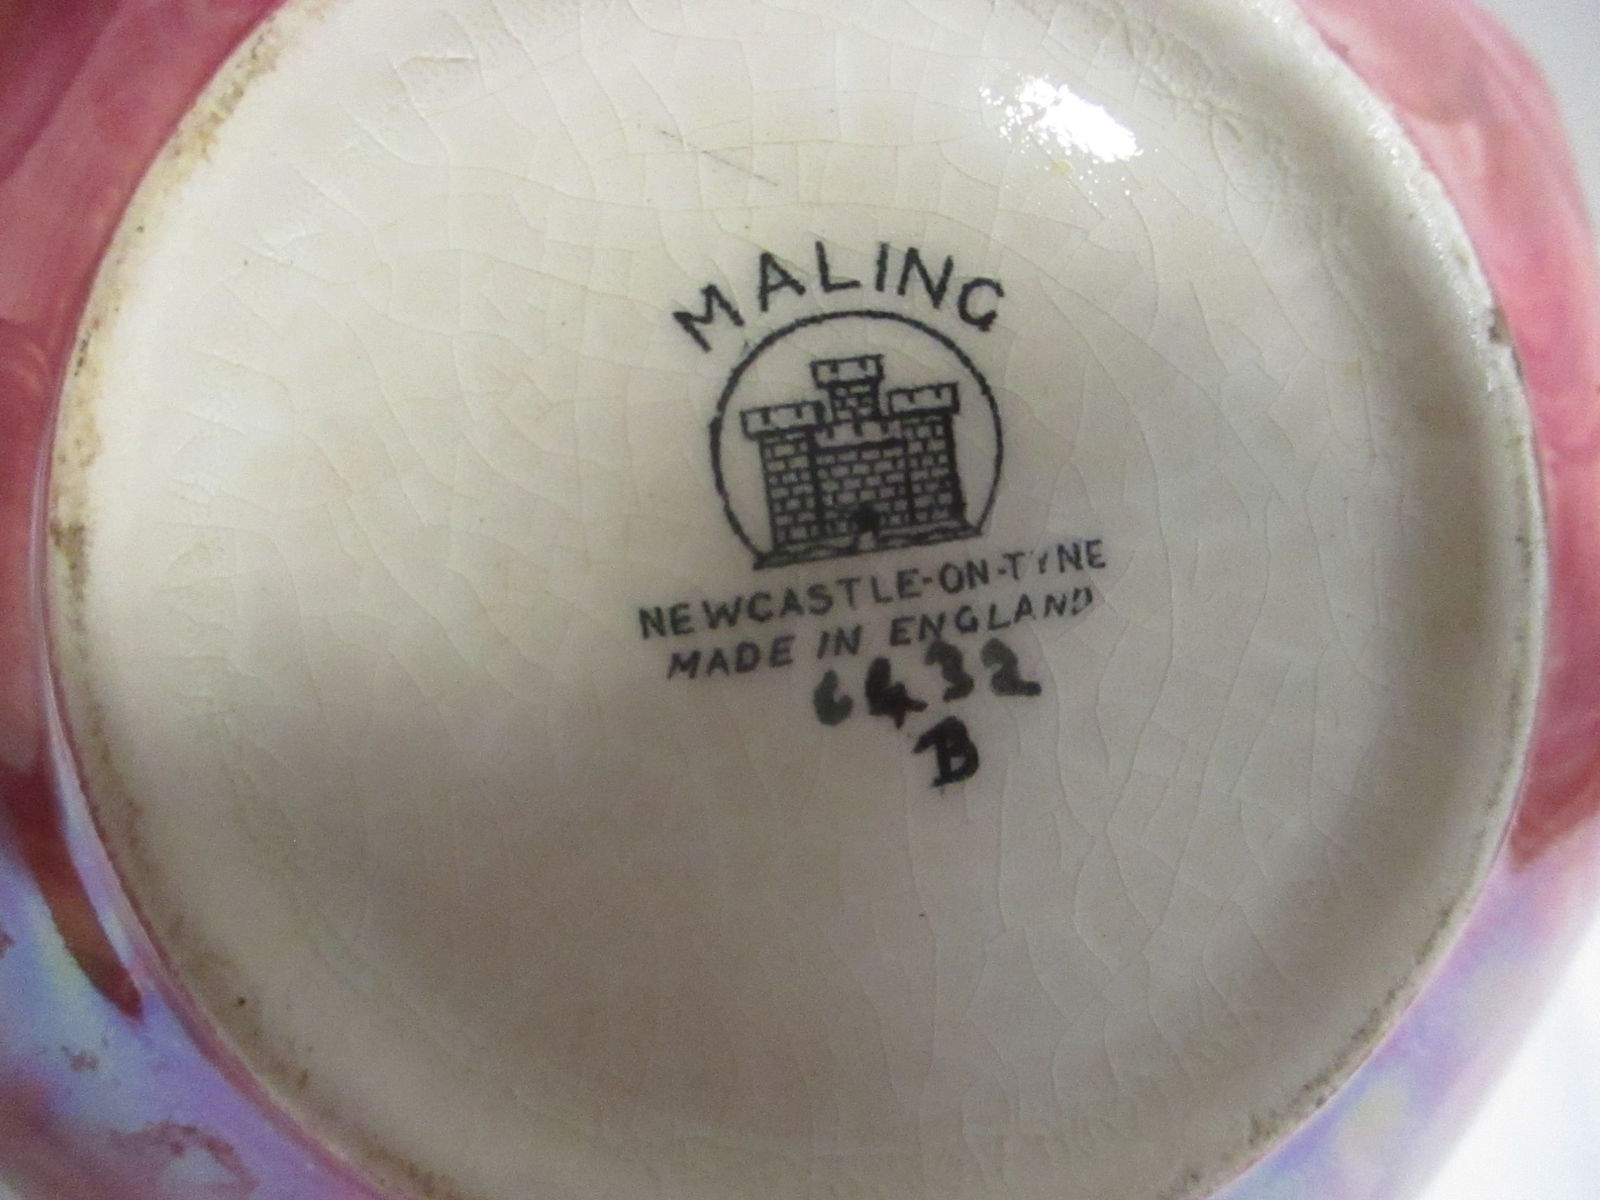 MALING
NEWCASTLE-ON-TYNE
MADE IN ENGLAND
6432
B